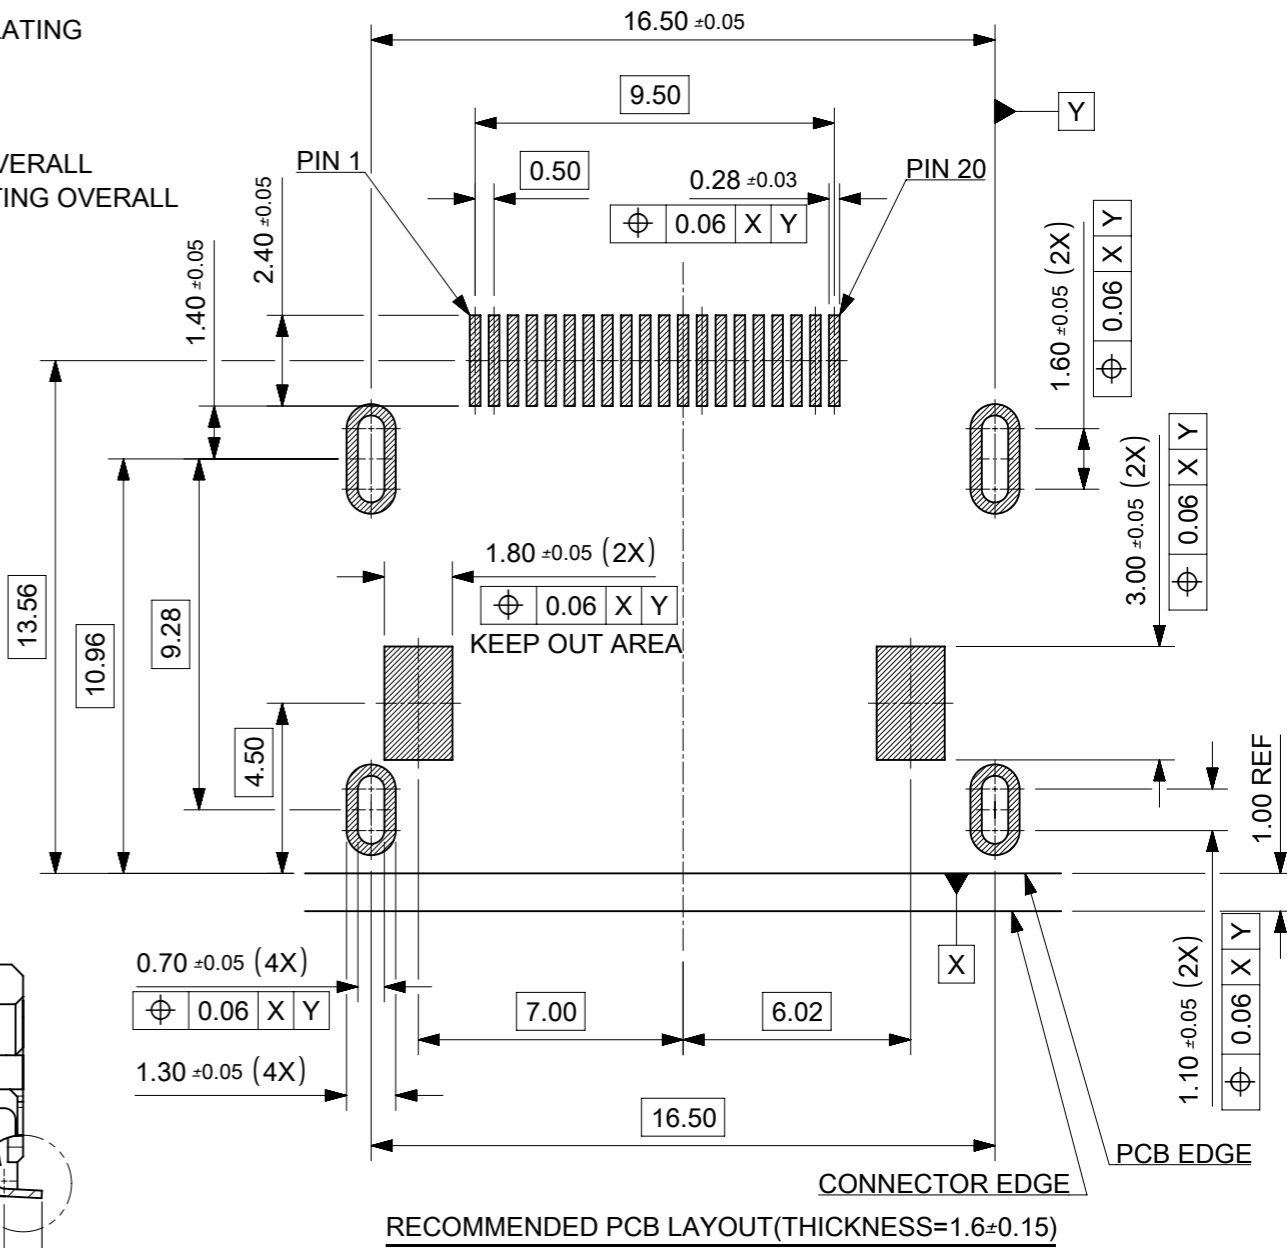 ATING
16.50 ±0.05
9.50
Y
VERALL
TING OVERALL
PIN 1
0.50
0.28 ±0.03
PIN 20
⌖ 0.06 X Y
2.40 ±0.05
1.40 ±0.05
1.60 ±0.05 (2X)
⌖ 0.06 X Y
3.00 ±0.05 (2X)
⌖ 0.06 X Y
1.80 ±0.05 (2X)
⌖ 0.06 X Y
KEEP OUT AREA
13.56
10.96
9.28
4.50
1.00 REF
0.70 ±0.05 (4X)
⌖ 0.06 X Y
1.30 ±0.05 (4X)
7.00
6.02
X
1.10 ±0.05 (2X)
⌖ 0.06 X Y
16.50
PCB EDGE
CONNECTOR EDGE
RECOMMENDED PCB LAYOUT(THICKNESS=1.6±0.15)